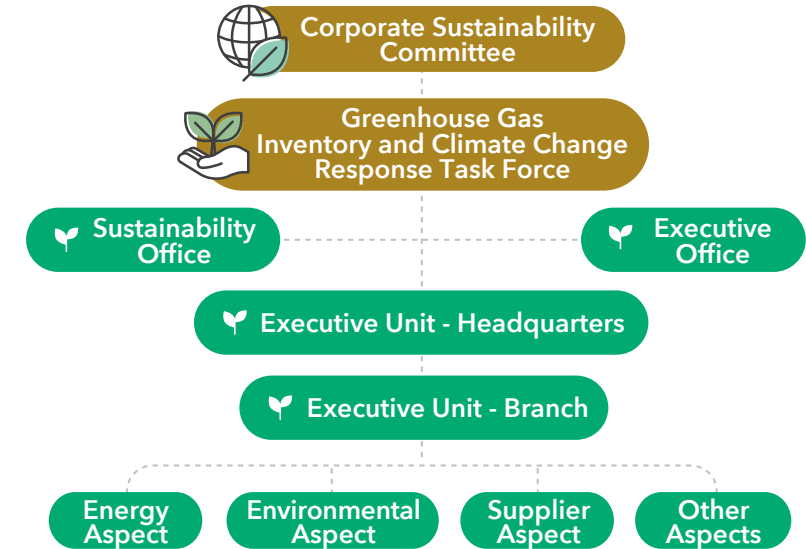 Corporate Sustainability
Committee
Greenhouse Gas
Inventory and Climate Change
Response Task Force
Sustainability
Office
Executive
Office
Executive Unit - Headquarters
Executive Unit - Branch
Energy
Aspect
Environmental
Aspect
Supplier
Aspect
Other
Aspects